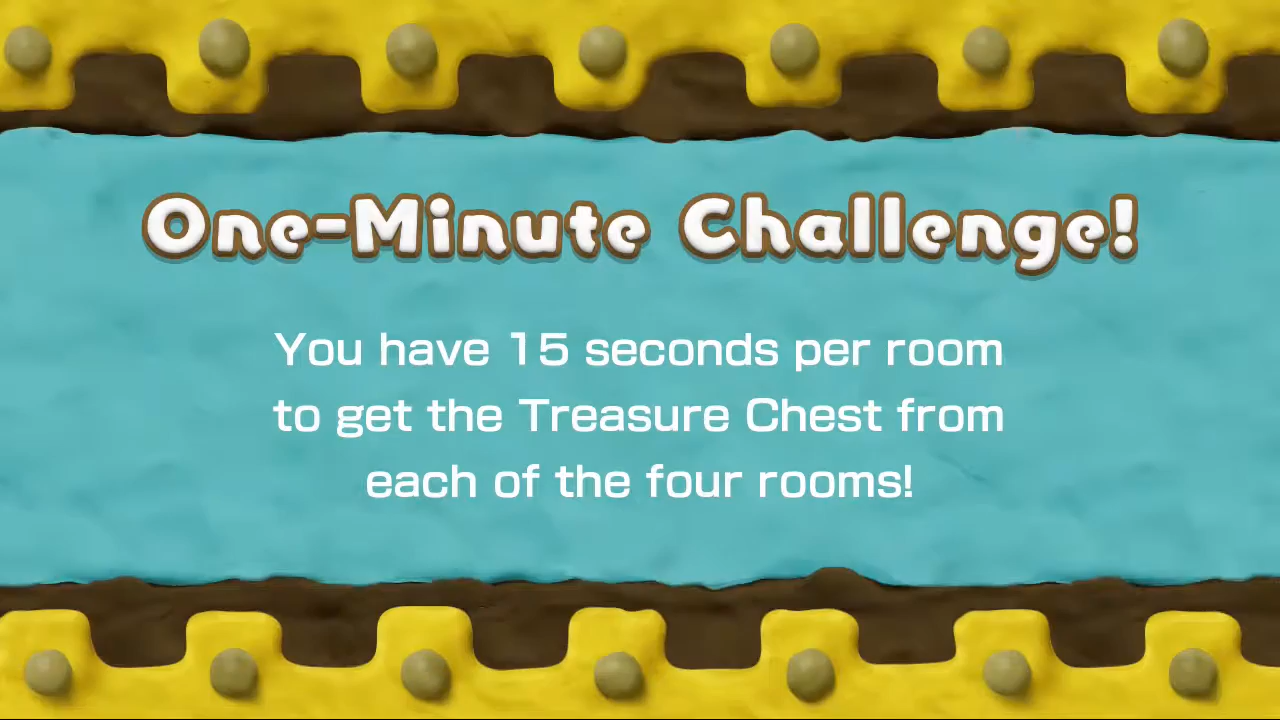 One-Minute Challenge!
You have 15 seconds per room
to get the Treasure Chest from
each of the four rooms!